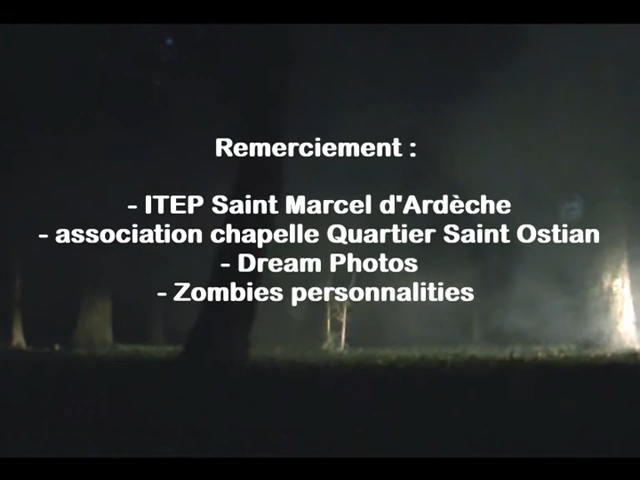 Remerciement :
- ITEP Saint Marcel d'Ardèche
- association chapelle Quartier Saint Ostian
- Dream Photos
- Zombies personnalities